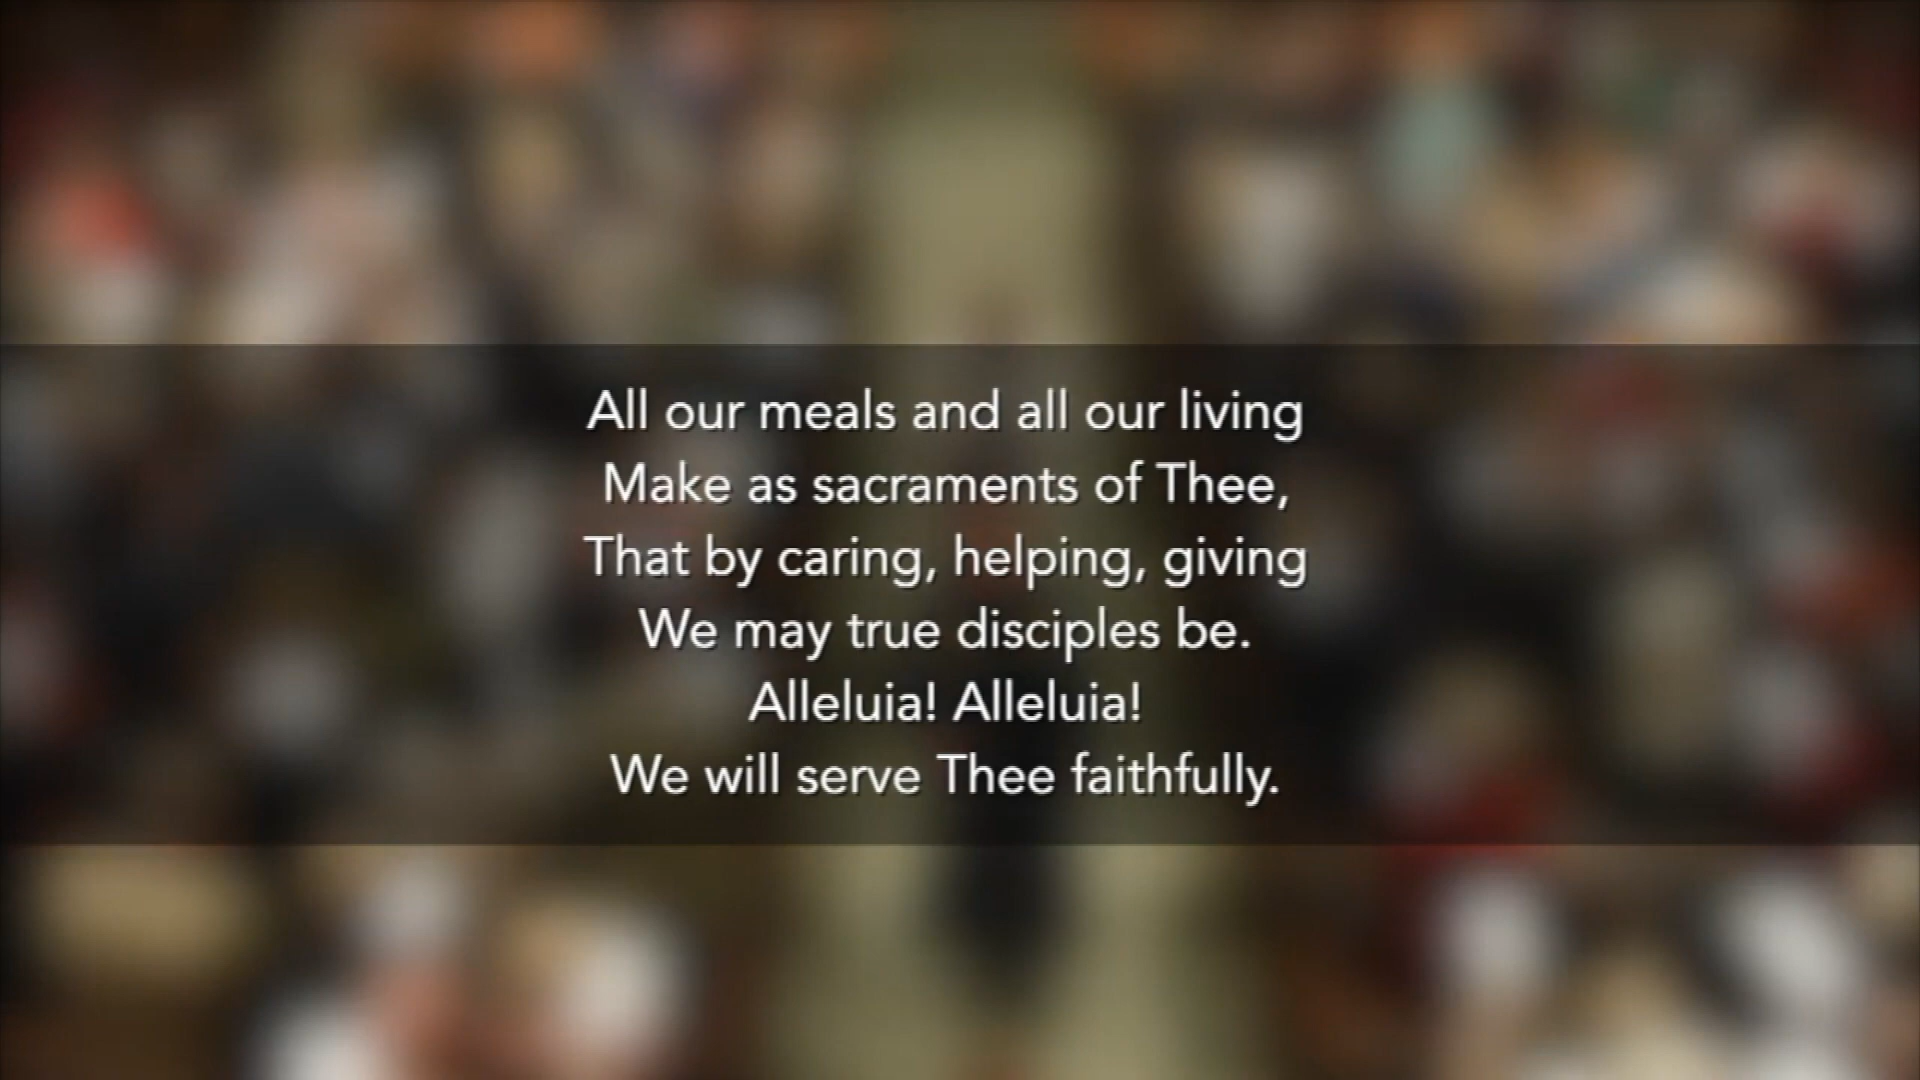 All our meals and all our living
Make as sacraments of Thee,
That by caring, helping, giving
We may true disciples be.
Alleluia! Alleluia!
We will serve Thee faithfully.